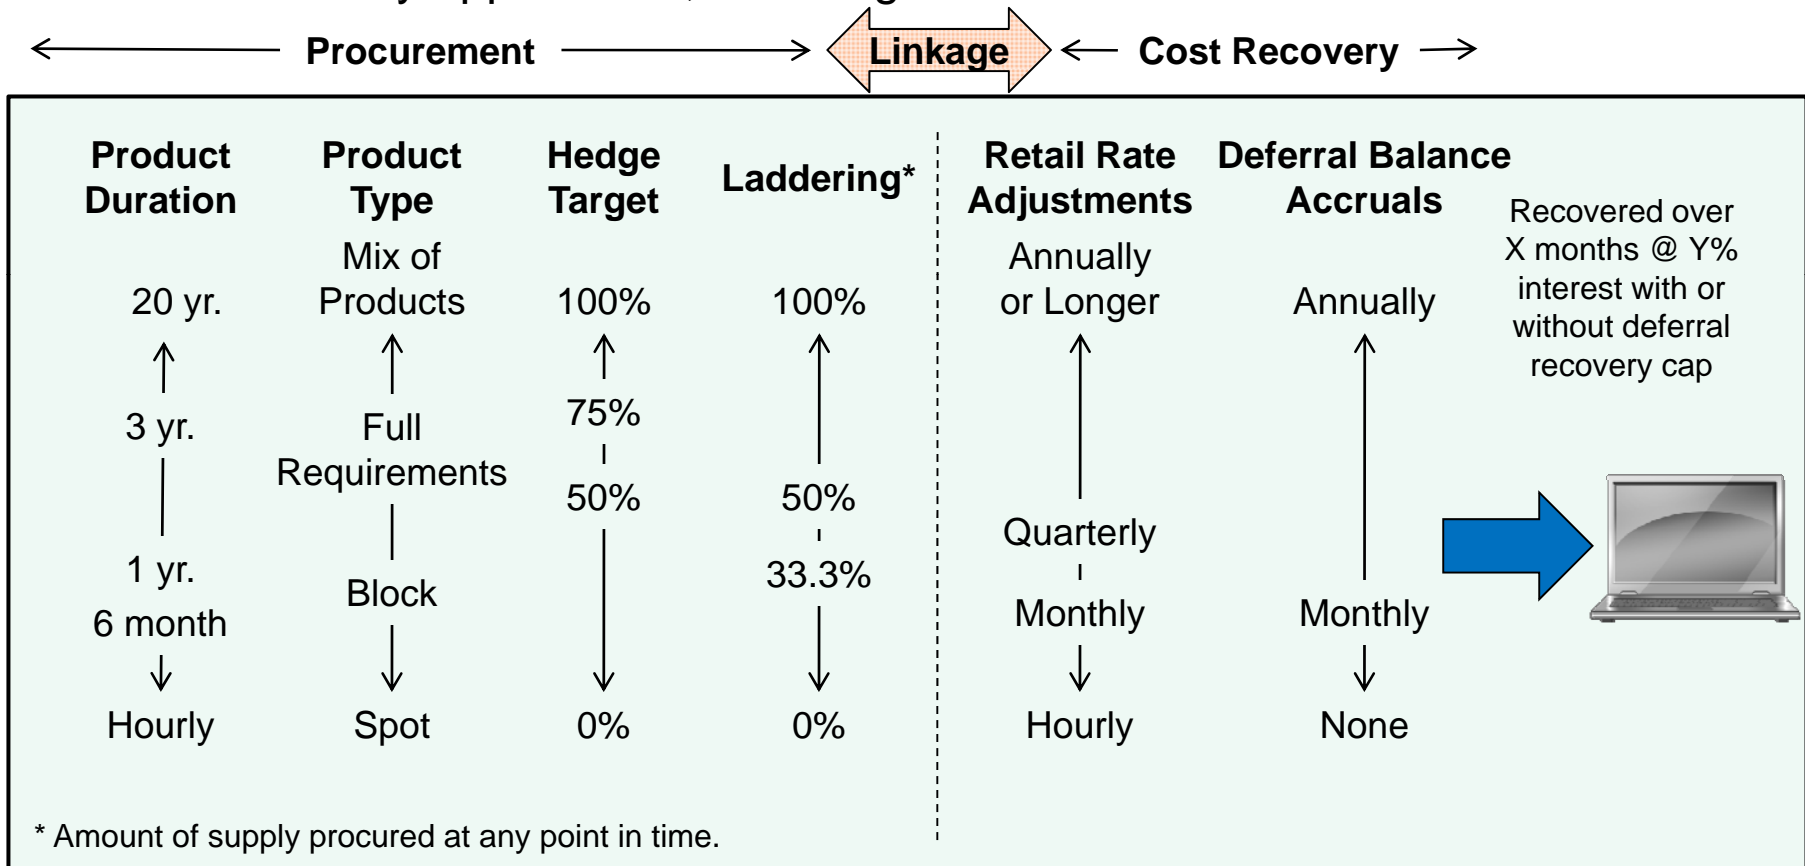 Procurement
Linkage
Cost Recovery
Product
Duration
20 yr.
3 yr.
1 yr.
6 month
Hourly
Product
Type
Mix of
Products
Full
Requirements
Block
Spot
Hedge
Target
100%
75%
50%
0%
Laddering*
100%
50%
33.3%
0%
Retail Rate
Adjustments
Annually
or Longer
Quarterly
Monthly
Hourly
Deferral Balance
Accruals
Annually
Monthly
None
Recovered over
X months @ Y%
interest with or
without deferral
recovery cap
* Amount of supply procured at any point in time.